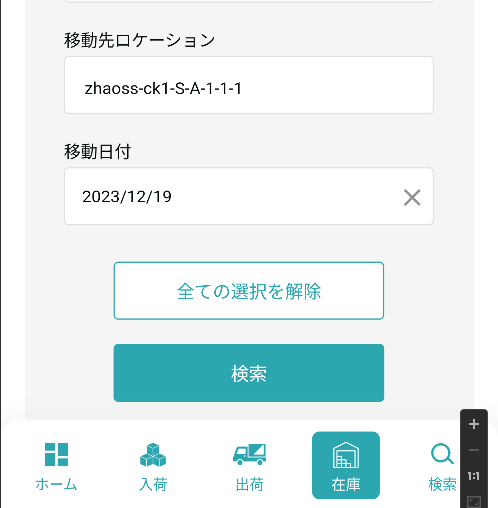 移動先ロケーション
zhaoss-ck1-S-A-1-1-1
移動日付
2023/12/19
全ての選択を解除
検索
ホーム
入荷
出荷
在庫
検索
1:1